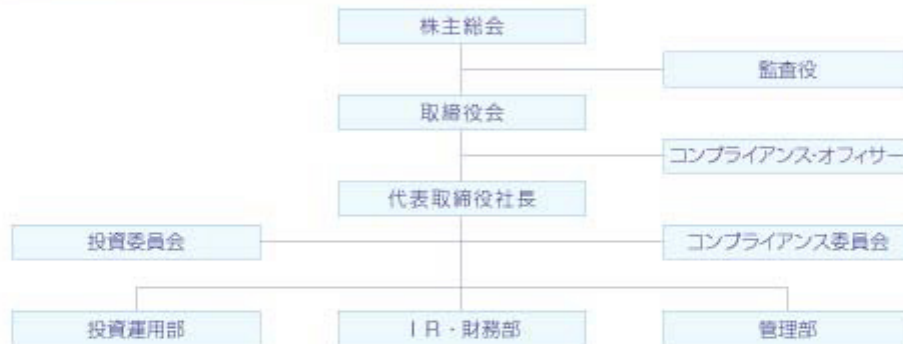 株主総会
監査役
取締役会
コンプライアンス・オフィサー
代表取締役社長
投資委員会
コンプライアンス委員会
投資運用部
IR・財務部
管理部